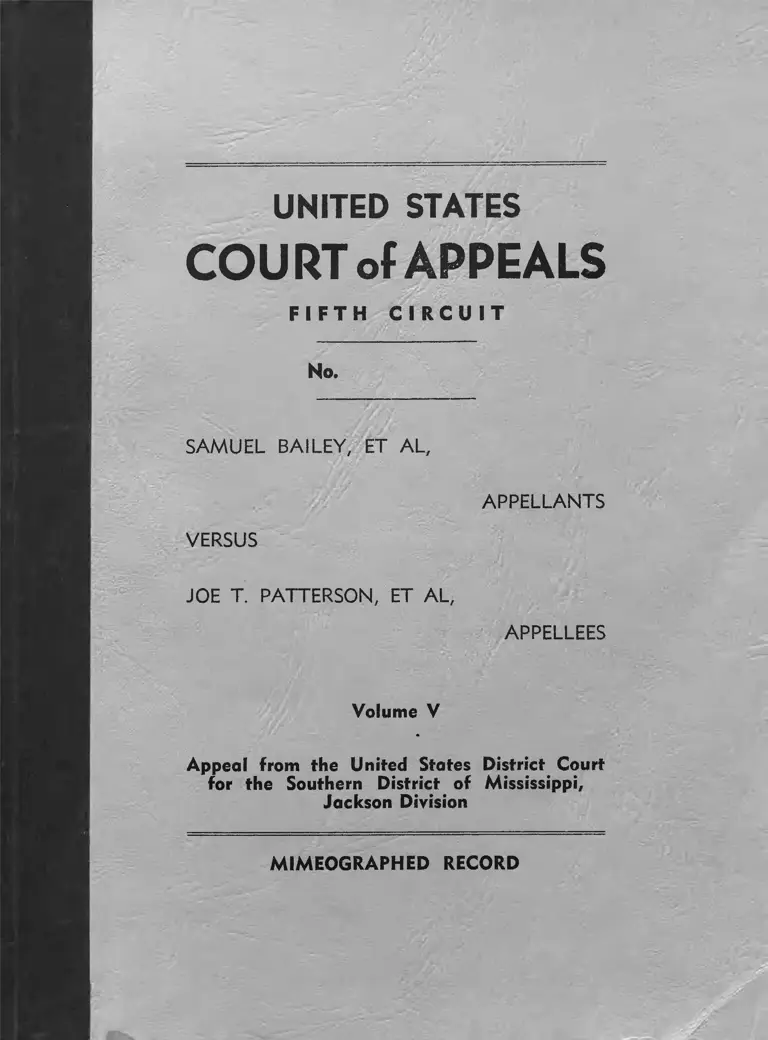 UNITED STATES
COURT of APPEALS
FIFTH CIRCUIT
No.
SAMUEL BAILEY, ET AL,
APPELLANTS
VERSUS
JOE T. PATTERSON, ET AL,
APPELLEES
Volume V
Appeal from the United States District Court
for the Southern District of Mississippi,
Jackson Division
MIMEOGRAPHED RECORD